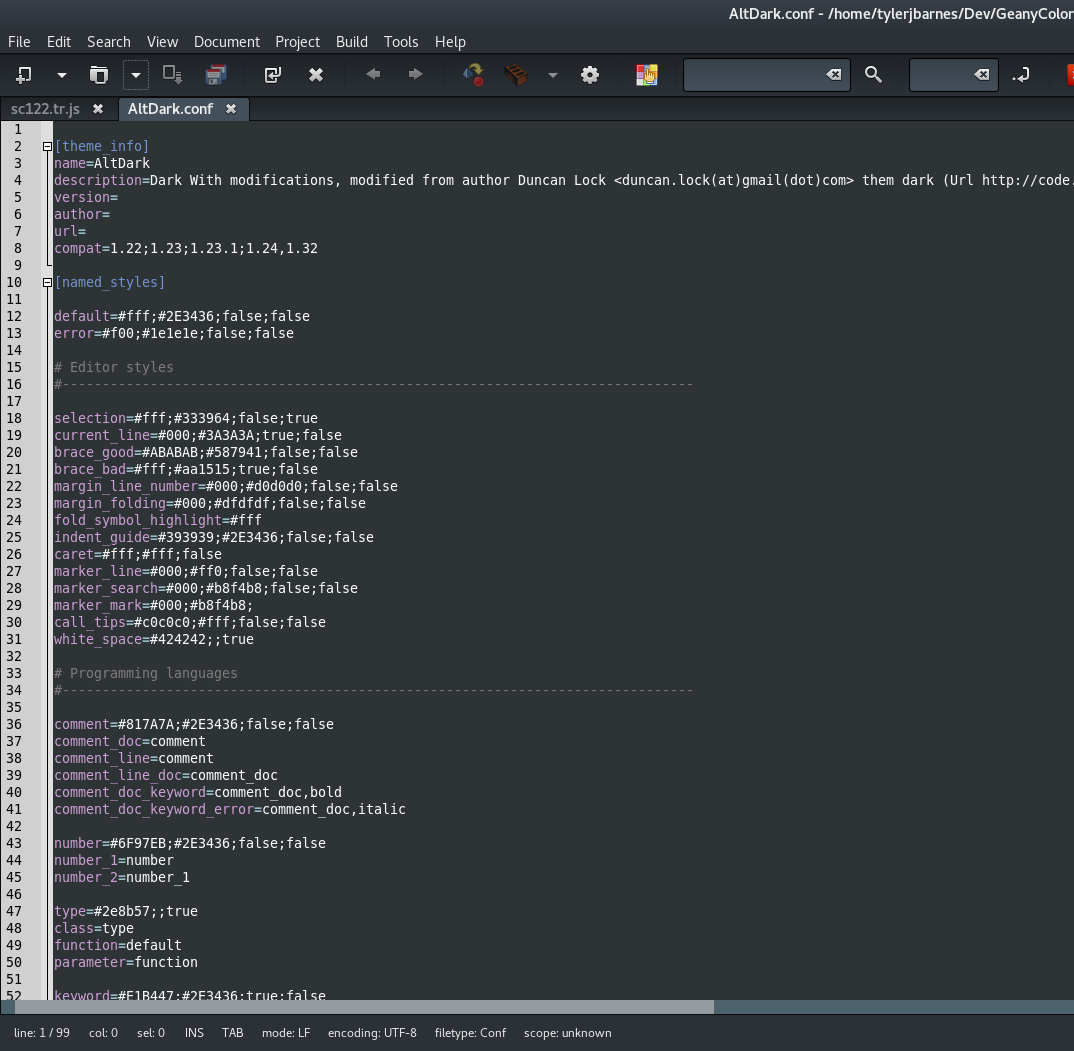 AltDark.conf - /home/tylerjbarnes/Dev/GeanyColor
File Edit Search View Document Project Build Tools Help
sc122.tr.js AltDark.conf
1
2 [theme_info]
3 name=AltDark
4 description=Dark With modifications, modified from author Duncan Lock <duncan.lock(at)gmail(dot)com> them dark (Url http://code.
5 version=
6 author=
7 url=
8 compat=1.22;1.23;1.23.1;1.24,1.32
9
10 [named_styles]
11
12 default=#fff;#2E3436;false;false
13 error=#f00;#1e1e1e;false;false
14
15 # Editor styles
16 #-------------------------------------------------------------------------------
17
18 selection=#fff;#333964;false;true
19 current_line=#000;#3A3A3A;true;false
20 brace_good=#ABABAB;#587941;false;false
21 brace_bad=#fff;#aa1515;true;false
22 margin_line_number=#000;#d0d0d0;false;false
23 margin_folding=#000;#dfdfdf;false;false
24 fold_symbol_highlight=#fff
25 indent_guide=#393939;#2E3436;false;false
26 caret=#fff;#fff;false
27 marker_line=#000;#ff0;false;false
28 marker_search=#000;#b8f4b8;false;false
29 marker_mark=#000;#b8f4b8;
30 call_tips=#c0c0c0;#fff;false;false
31 white_space=#424242;;true
32
33 # Programming languages
34 #-------------------------------------------------------------------------------
35
36 comment=#817A7A;#2E3436;false;false
37 comment_doc=comment
38 comment_line=comment
39 comment_line_doc=comment_doc
40 comment_doc_keyword=comment_doc,bold
41 comment_doc_keyword_error=comment_doc,italic
42
43 number=#6F97EB;#2E3436;false;false
44 number_1=number
45 number_2=number_1
46
47 type=#2e8b57;;true
48 class=type
49 function=default
50 parameter=function
51
52 keyword=#E1B447;#2E3436;true;false
line: 1 / 99 col: 0 sel: 0 INS TAB mode: LF encoding: UTF-8 filetype: Conf scope: unknown